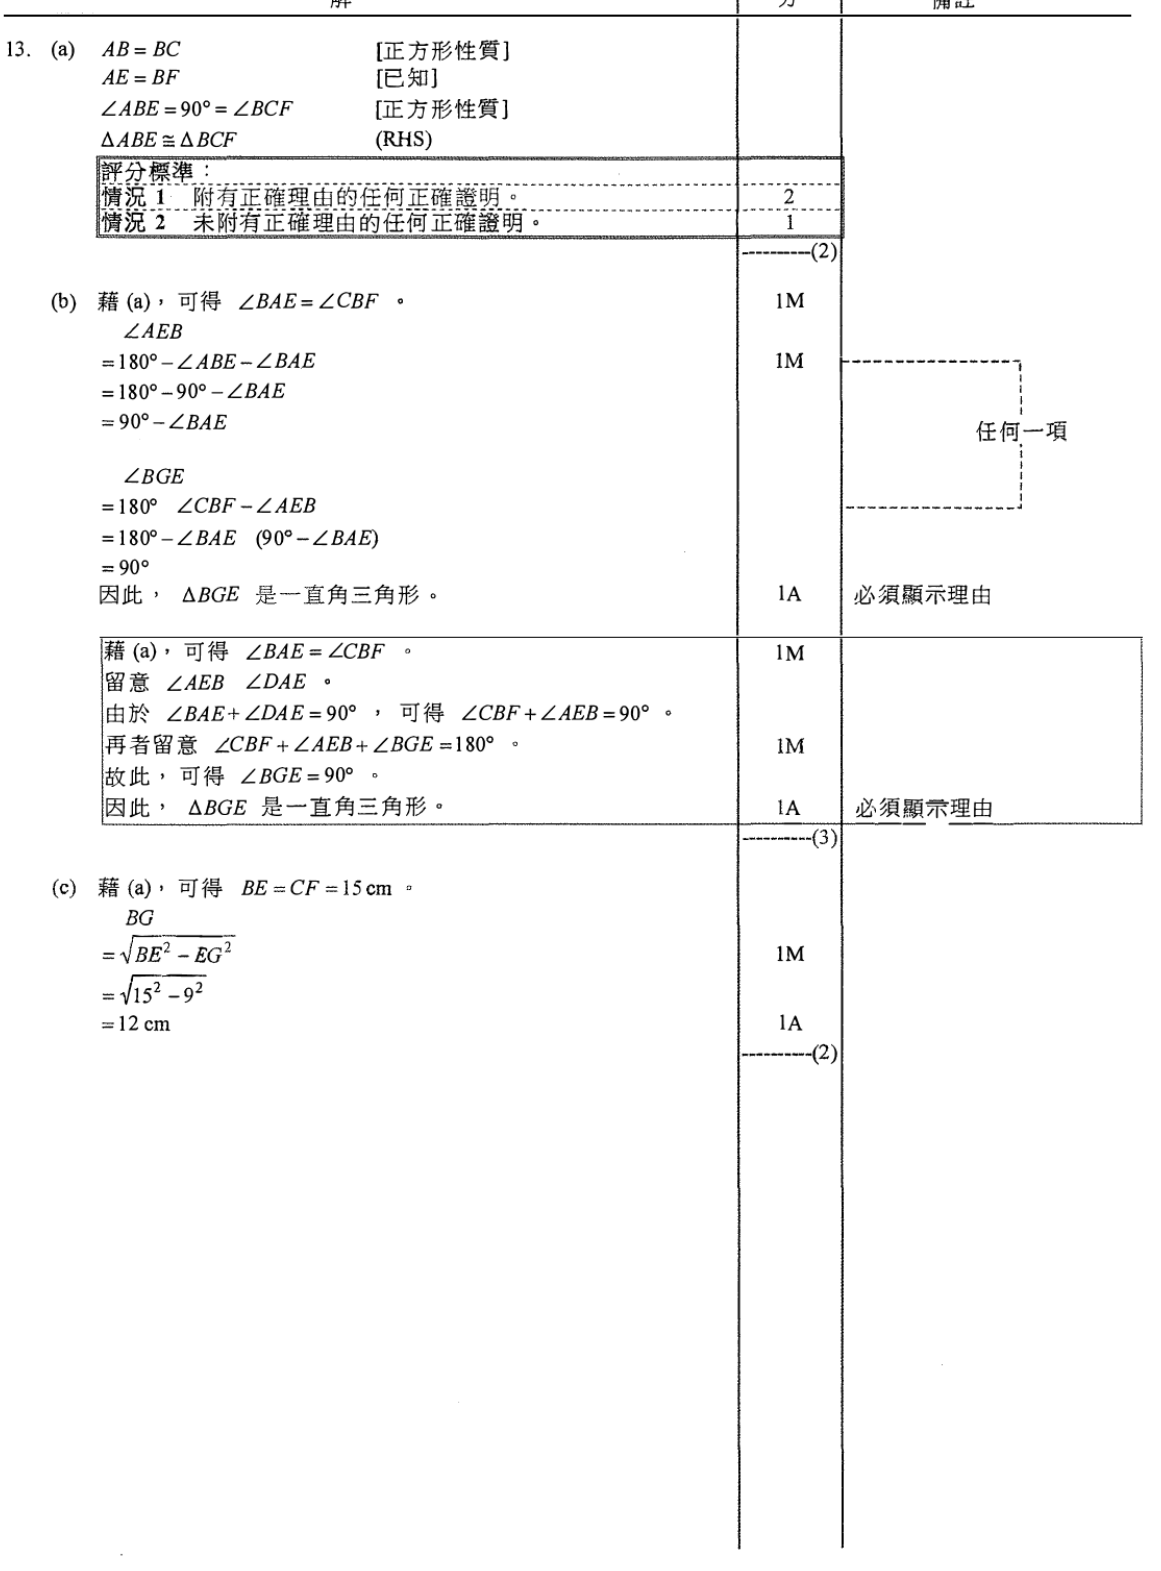 解 分 備註
13. (a) AB = BC [正方形性質]
AE = BF [已知]
∠ABE = 90° = ∠BCF [正方形性質]
ΔABE ≅ ΔBCF (RHS)
評分標準：
情況 1 附有正確理由的任何正確證明。 2
情況 2 未附有正確理由的任何正確證明。 1
----------(2)
(b) 藉 (a)，可得 ∠BAE = ∠CBF 。 1M
∠AEB
= 180° − ∠ABE − ∠BAE 1M
= 180° − 90° − ∠BAE
= 90° − ∠BAE
任何一項
∠BGE
= 180° ∠CBF − ∠AEB
= 180° − ∠BAE (90° − ∠BAE)
= 90°
因此， ΔBGE 是一直角三角形。 1A 必須顯示理由
藉 (a)，可得 ∠BAE = ∠CBF 。 1M
留意 ∠AEB ∠DAE 。
由於 ∠BAE + ∠DAE = 90° ， 可得 ∠CBF + ∠AEB = 90° 。
再者留意 ∠CBF + ∠AEB + ∠BGE = 180° 。 1M
故此，可得 ∠BGE = 90° 。
因此， ΔBGE 是一直角三角形。 1A 必須顯示理由
----------(3)
(c) 藉 (a)，可得 BE = CF = 15 cm 。
BG
= √(BE² − EG²) 1M
= √(15² − 9²)
= 12 cm 1A
----------(2)